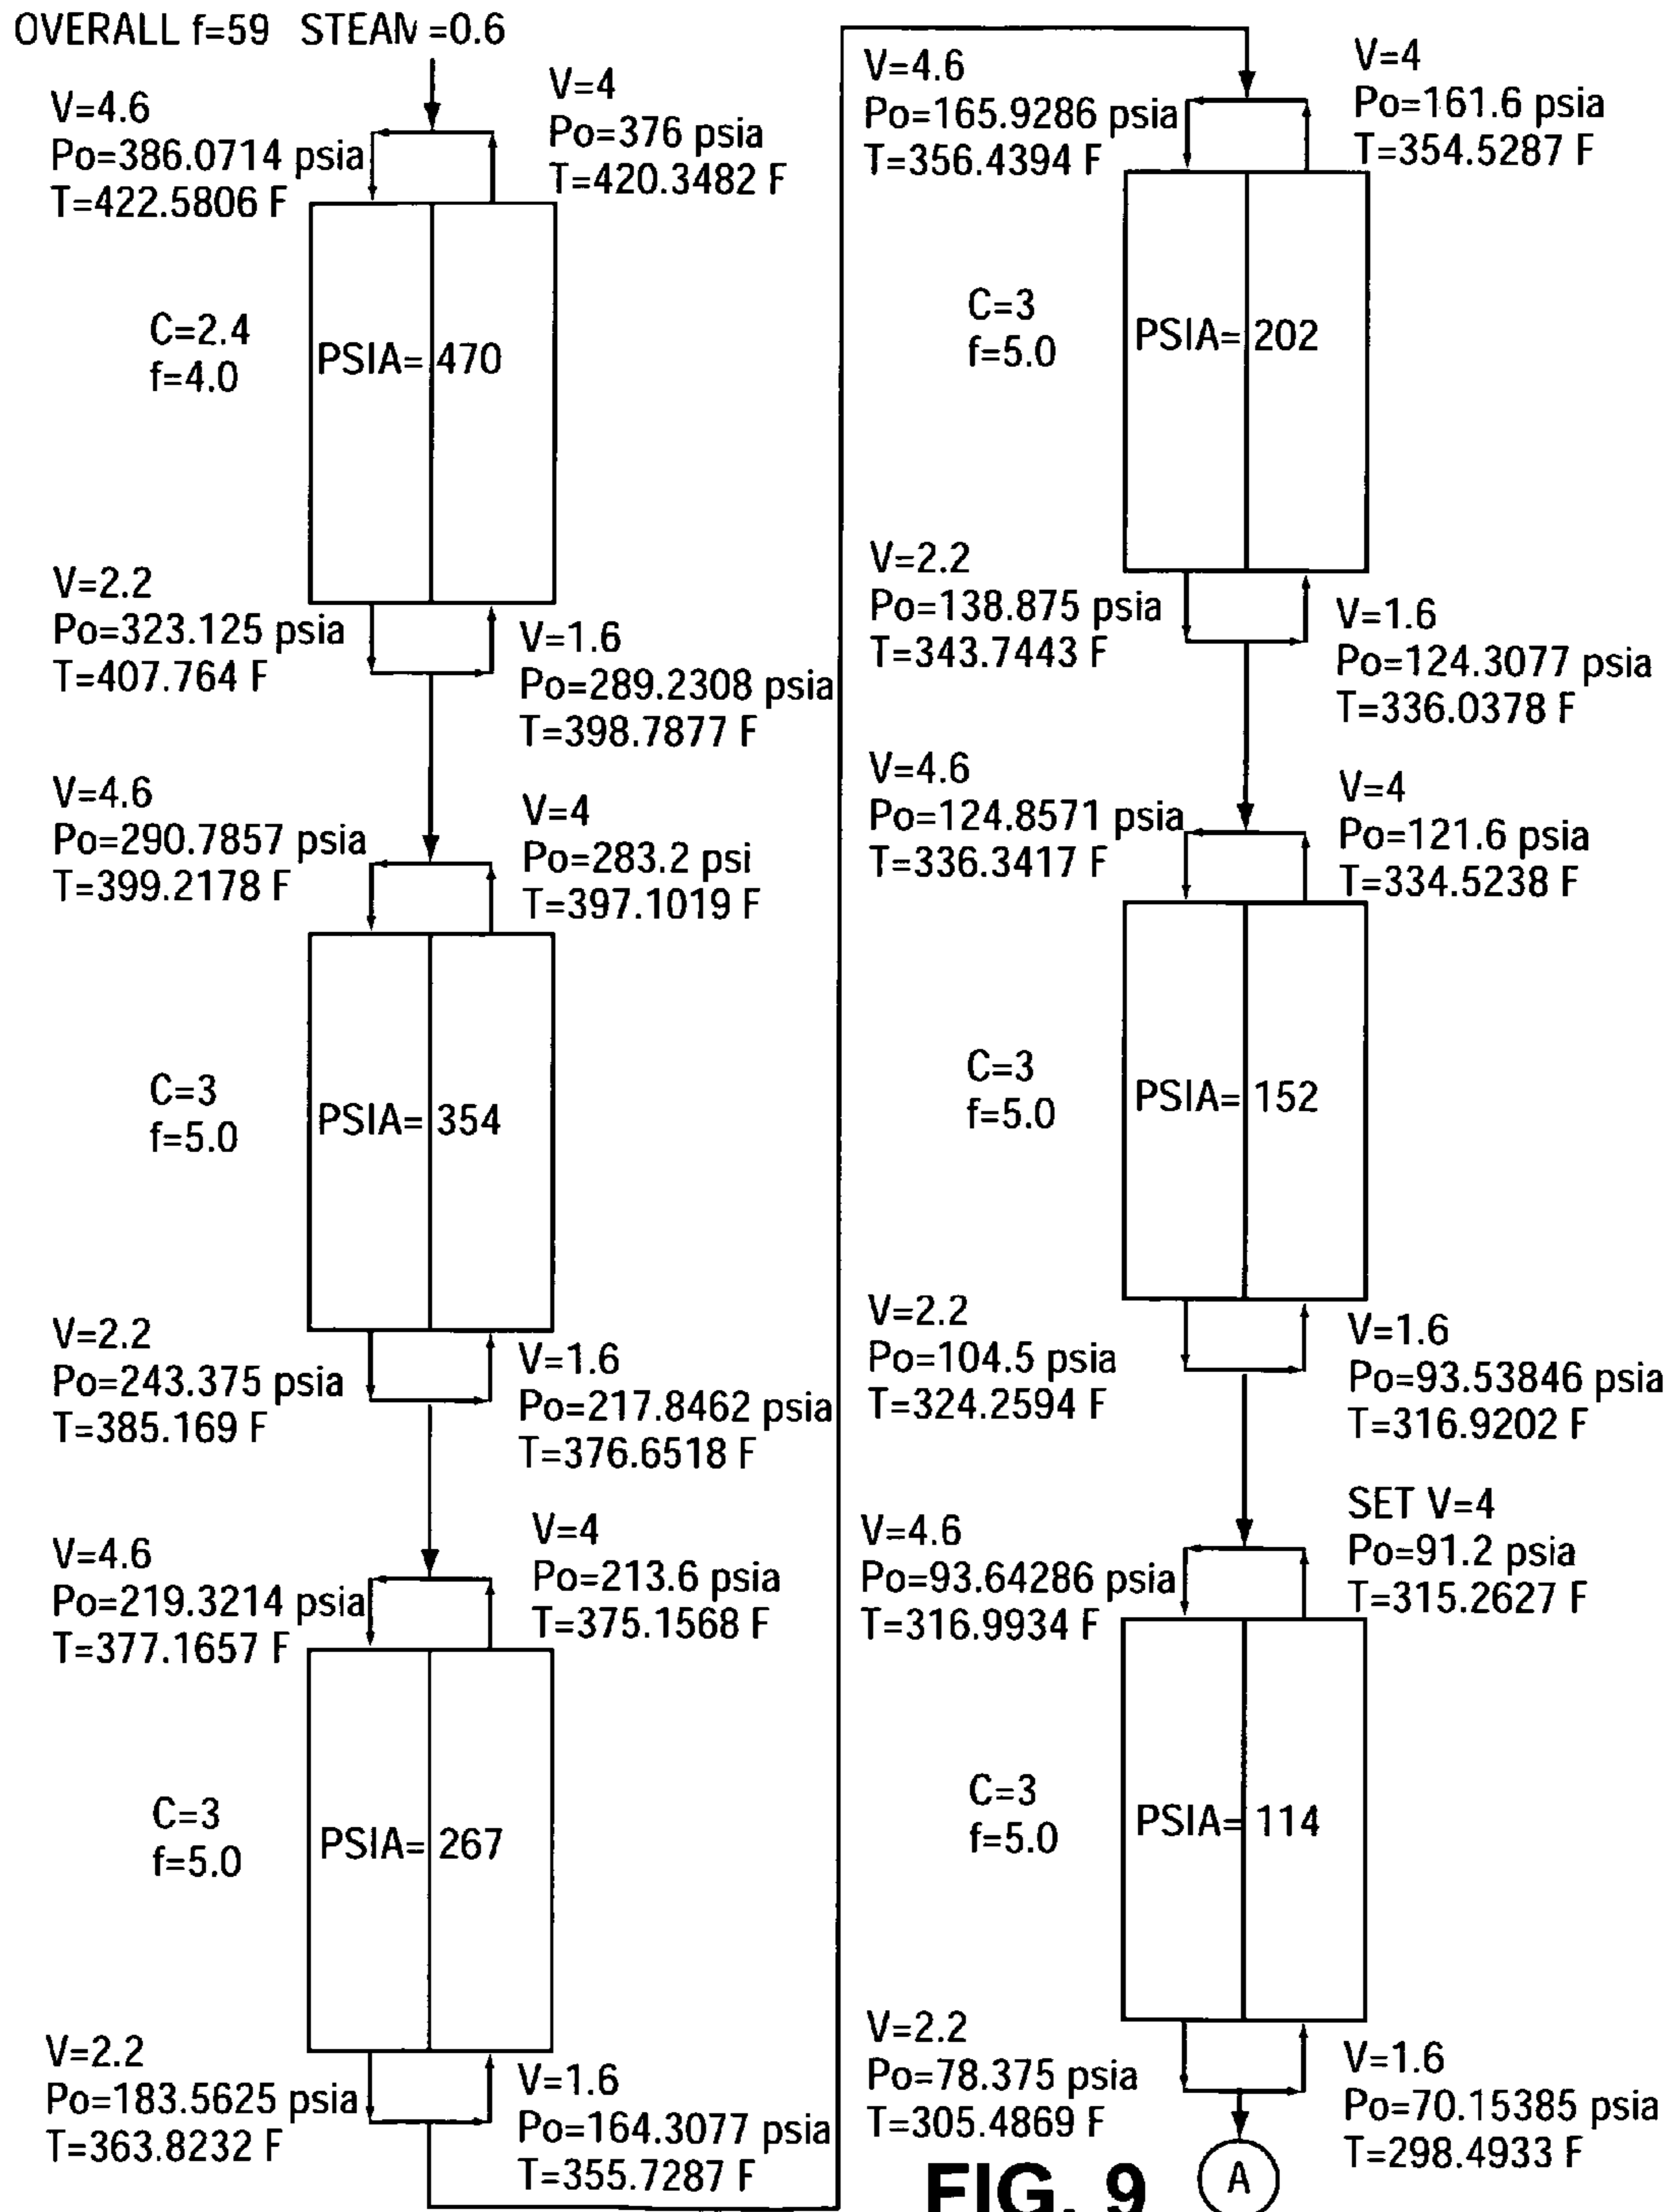 OVERALL f=59 STEAM =0.6
V=4.6
Po=386.0714 psia
T=422.5806 F
V=4
Po=376 psia
T=420.3482 F
C=2.4
f=4.0
PSIA= 470
V=2.2
Po=323.125 psia
T=407.764 F
V=1.6
Po=289.2308 psia
T=398.7877 F
V=4.6
Po=290.7857 psia
T=399.2178 F
V=4
Po=283.2 psi
T=397.1019 F
C=3
f=5.0
PSIA= 354
V=2.2
Po=243.375 psia
T=385.169 F
V=1.6
Po=217.8462 psia
T=376.6518 F
V=4.6
Po=219.3214 psia
T=377.1657 F
V=4
Po=213.6 psia
T=375.1568 F
C=3
f=5.0
PSIA= 267
V=2.2
Po=183.5625 psia
T=363.8232 F
V=1.6
Po=164.3077 psia
T=355.7287 F
V=4.6
Po=165.9286 psia
T=356.4394 F
V=4
Po=161.6 psia
T=354.5287 F
C=3
f=5.0
PSIA= 202
V=2.2
Po=138.875 psia
T=343.7443 F
V=1.6
Po=124.3077 psia
T=336.0378 F
V=4.6
Po=124.8571 psia
T=336.3417 F
V=4
Po=121.6 psia
T=334.5238 F
C=3
f=5.0
PSIA= 152
V=2.2
Po=104.5 psia
T=324.2594 F
V=1.6
Po=93.53846 psia
T=316.9202 F
V=4.6
Po=93.64286 psia
T=316.9934 F
SET V=4
Po=91.2 psia
T=315.2627 F
C=3
f=5.0
PSIA= 114
V=2.2
Po=78.375 psia
T=305.4869 F
V=1.6
Po=70.15385 psia
T=298.4933 F
A
FIG. 9